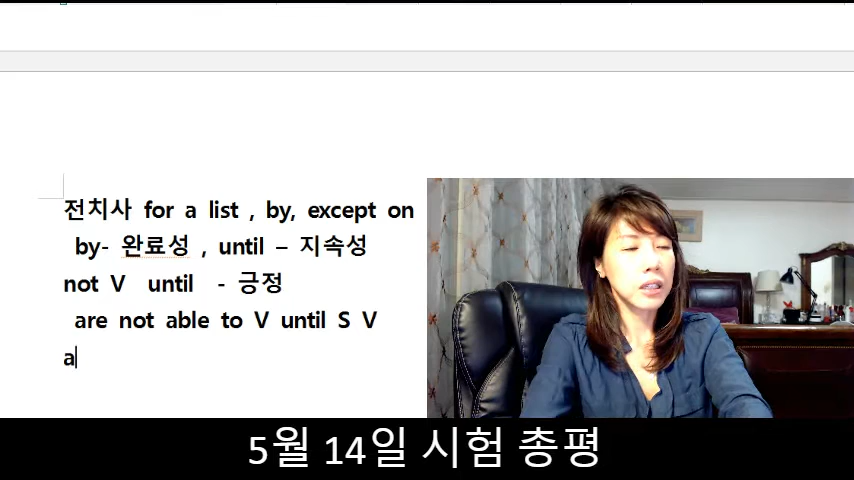 전치사 for a list , by, except on
by- 완료성 , until – 지속성
not V until - 긍정
are not able to V until S V
a
5월 14일 시험 총평